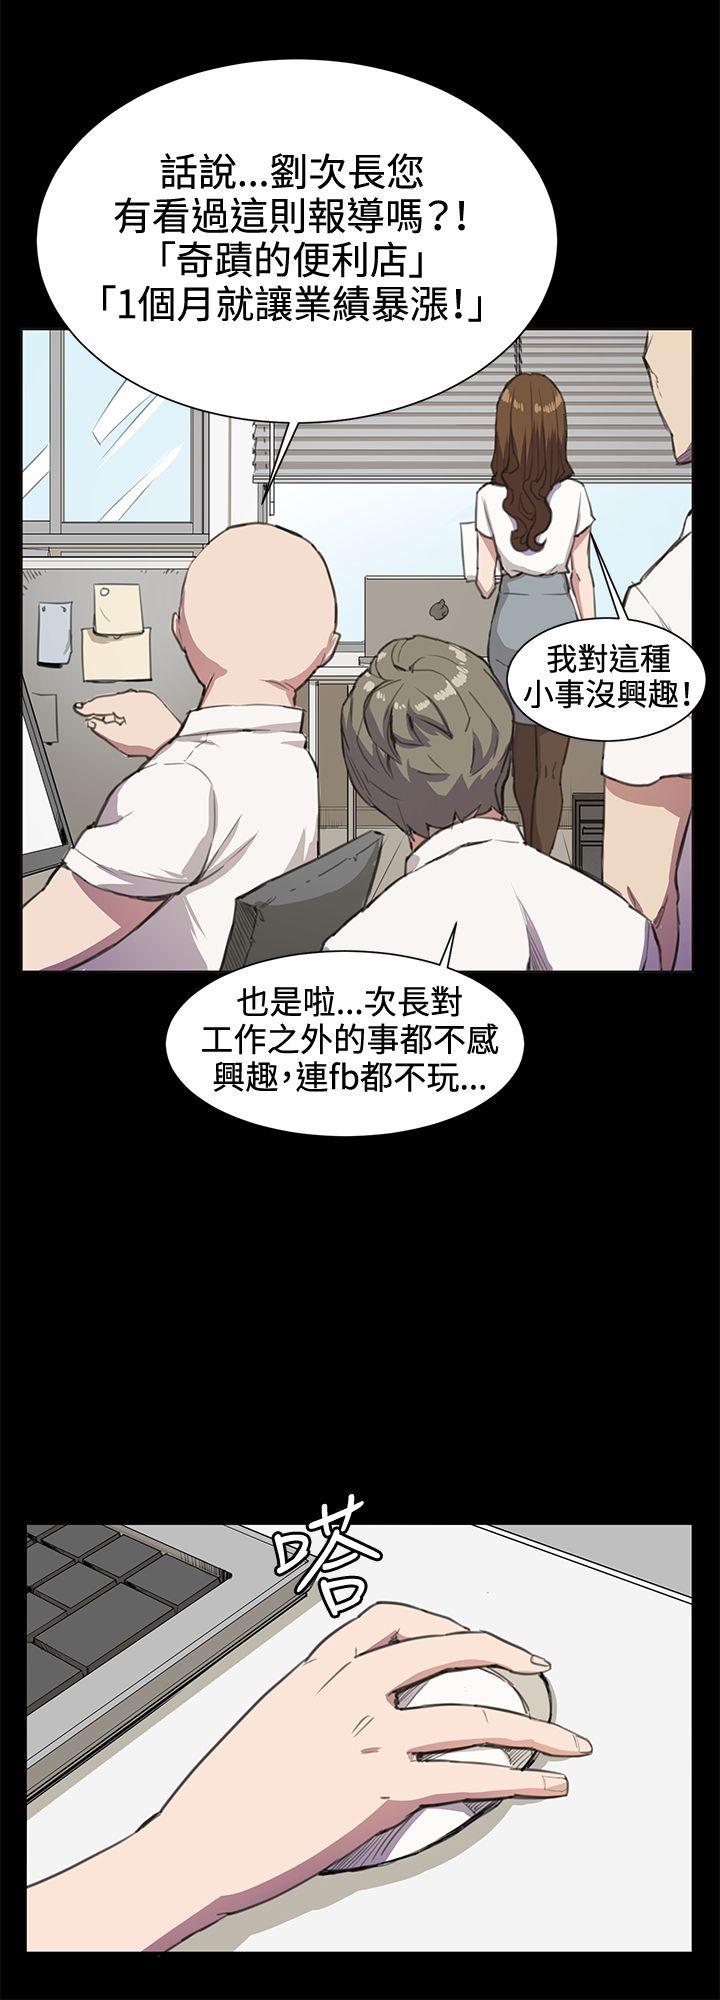 話說...劉次長您
有看過這則報導嗎？！
「奇蹟的便利店」
「1個月就讓業績暴漲！」
我對這種
小事沒興趣！
也是啦...次長對
工作之外的事都不感
興趣，連fb都不玩...
嗒